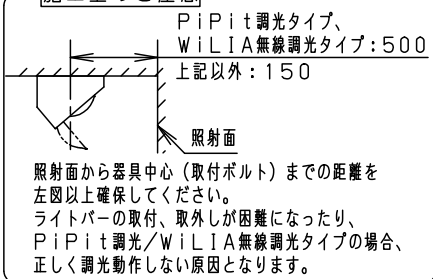 ＰｉＰｉｔ調光タイプ、
ＷｉＬＩＡ無線調光タイプ：５００
上記以外：１５０
照射面
照射面から器具中心（取付ボルト）までの距離を
左図以上確保してください。
ライトバーの取付、取外しが困難になったり、
ＰｉＰｉｔ調光／ＷｉＬＩＡ無線調光タイプの場合、
正しく調光動作しない原因となります。